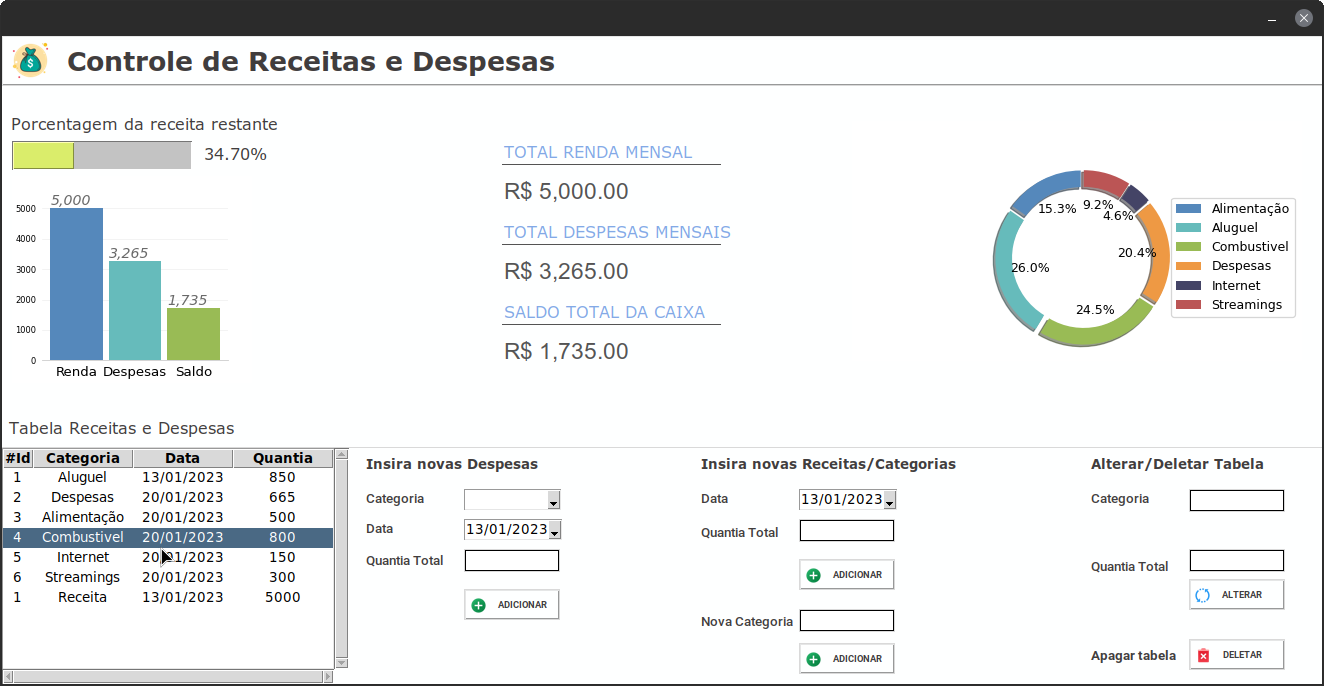 Controle de Receitas e Despesas
Porcentagem da receita restante
34.70%
5,000
3,265
1,735
5000
4000
3000
2000
1000
0
Renda Despesas Saldo
TOTAL RENDA MENSAL
R$ 5,000.00
TOTAL DESPESAS MENSAIS
R$ 3,265.00
SALDO TOTAL DA CAIXA
R$ 1,735.00
15.3%
9.2%
4.6%
20.4%
26.0%
24.5%
Alimentação
Aluguel
Combustivel
Despesas
Internet
Streamings
Tabela Receitas e Despesas
#Id Categoria Data Quantia
1 Aluguel 13/01/2023 850
2 Despesas 20/01/2023 665
3 Alimentação 20/01/2023 500
4 Combustivel 20/01/2023 800
5 Internet 20/01/2023 150
6 Streamings 20/01/2023 300
1 Receita 13/01/2023 5000
Insira novas Despesas
Categoria
Data 13/01/2023
Quantia Total
ADICIONAR
Insira novas Receitas/Categorias
Data 13/01/2023
Quantia Total
ADICIONAR
Nova Categoria
ADICIONAR
Alterar/Deletar Tabela
Categoria
Quantia Total
ALTERAR
Apagar tabela DELETAR